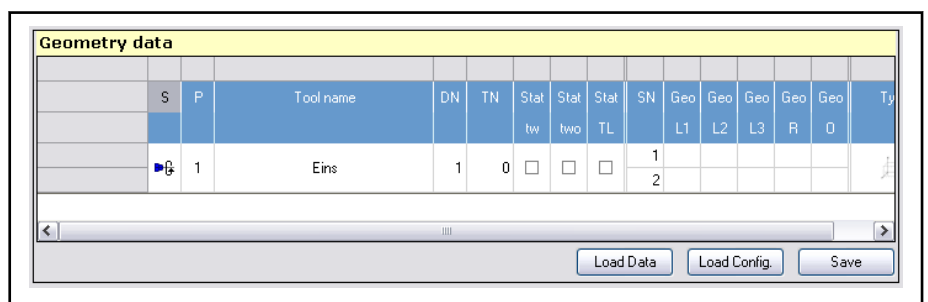 Geometry data
S P Tool name DN TN Stat Stat Stat SN Geo Geo Geo Geo Geo Ty
tw two TL L1 L2 L3 R O
1 Eins 1 0 1
2
Load Data Load Config. Save